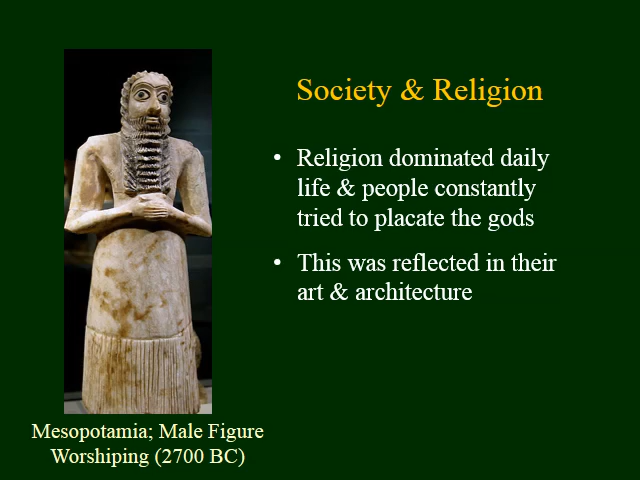 Society & Religion
• Religion dominated daily
life & people constantly
tried to placate the gods
• This was reflected in their
art & architecture
Mesopotamia; Male Figure
Worshiping (2700 BC)